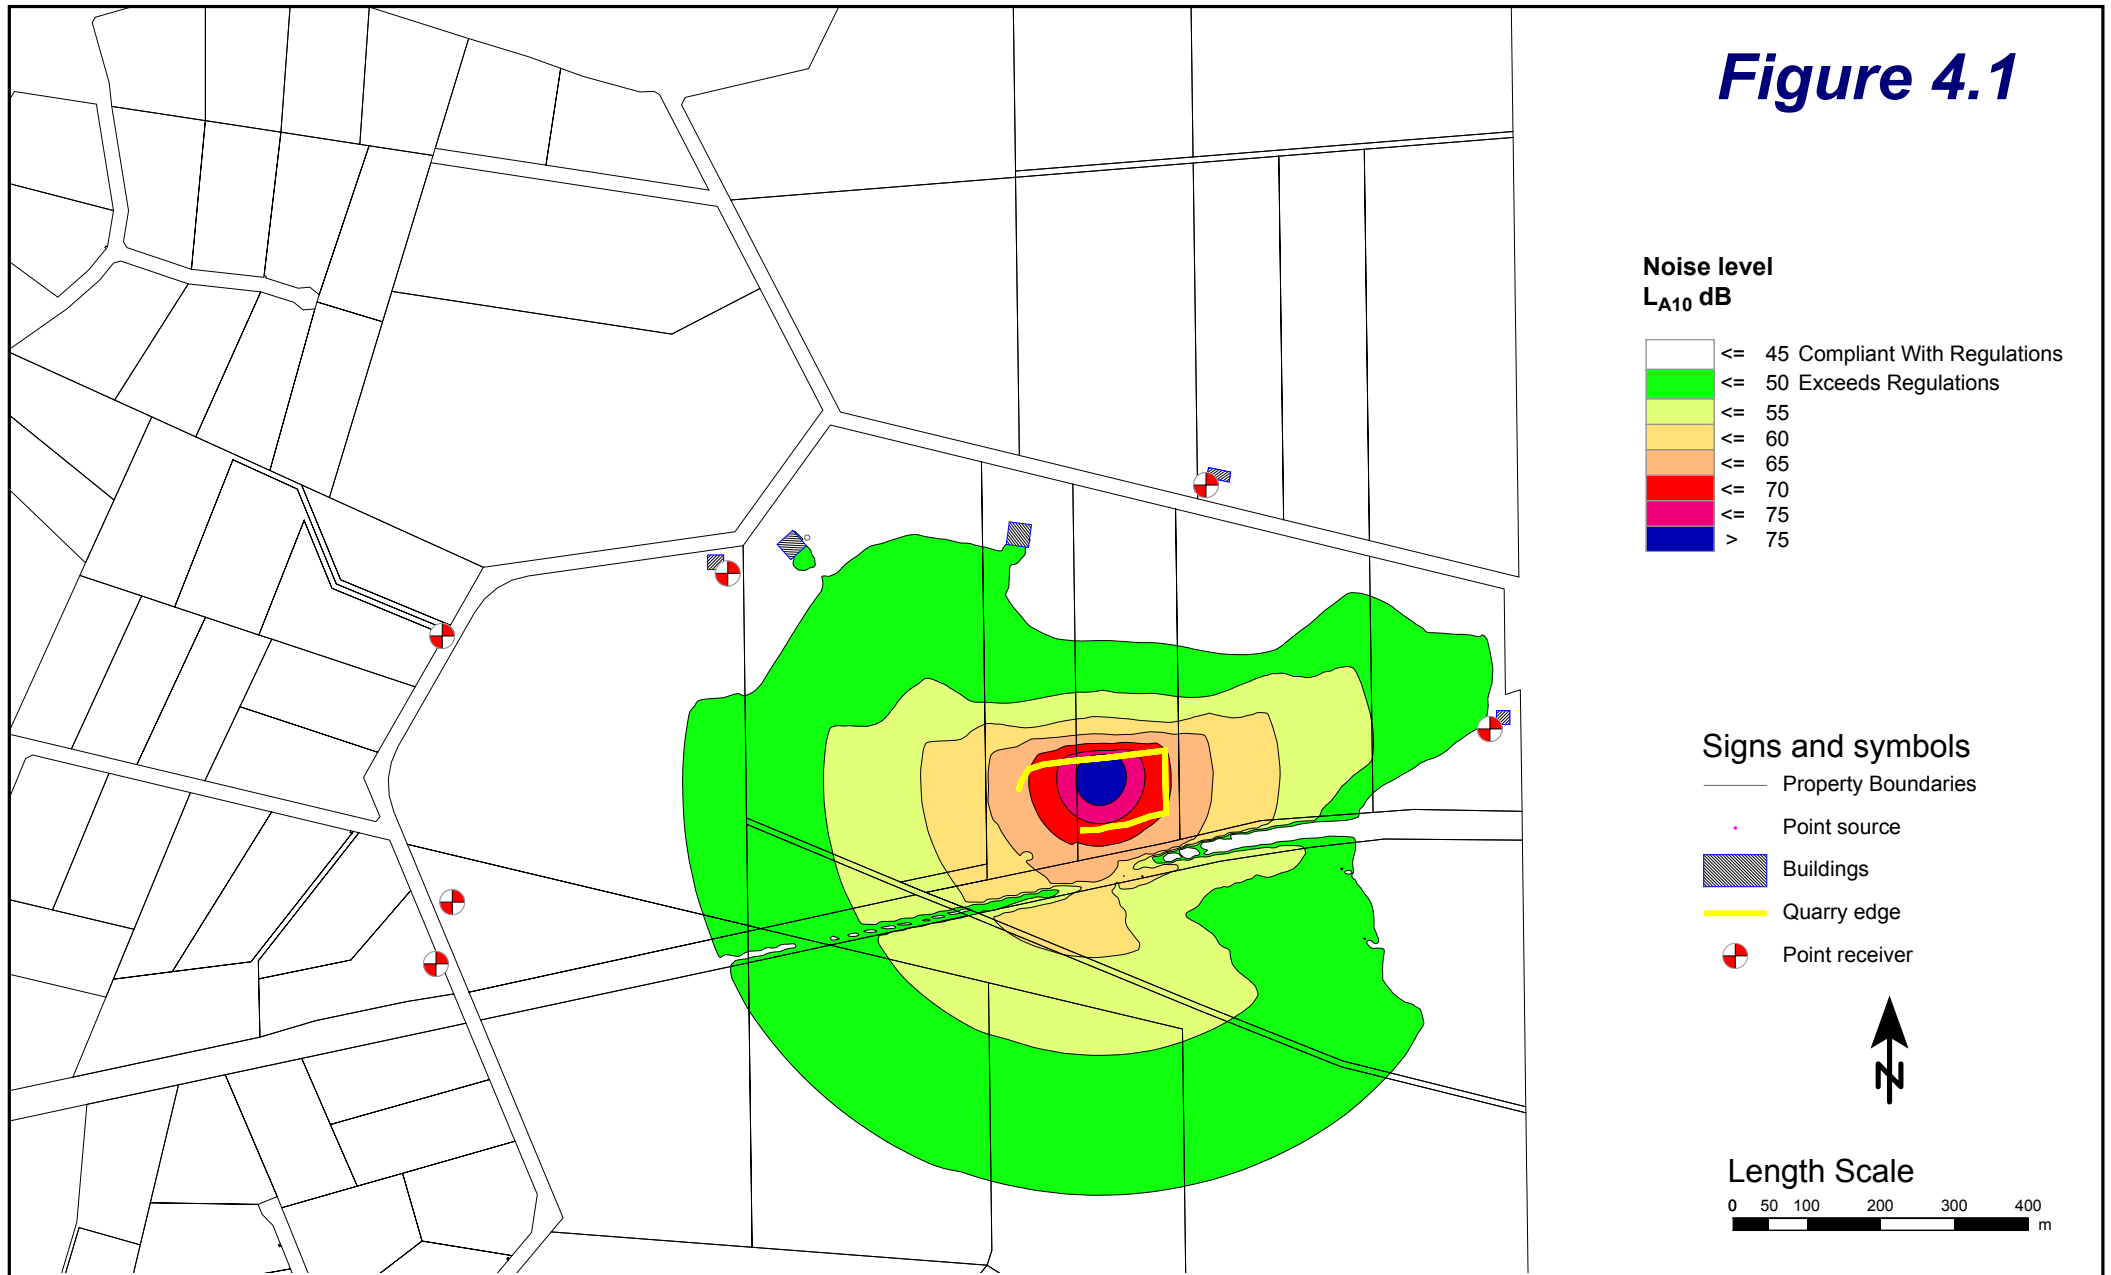 Figure 4.1
Noise level
LA10 dB
<= 45 Compliant With Regulations
<= 50 Exceeds Regulations
<= 55
<= 60
<= 65
<= 70
<= 75
> 75
Signs and symbols
Property Boundaries
Point source
Buildings
Quarry edge
Point receiver
N
Length Scale
0 50 100 200 300 400
m